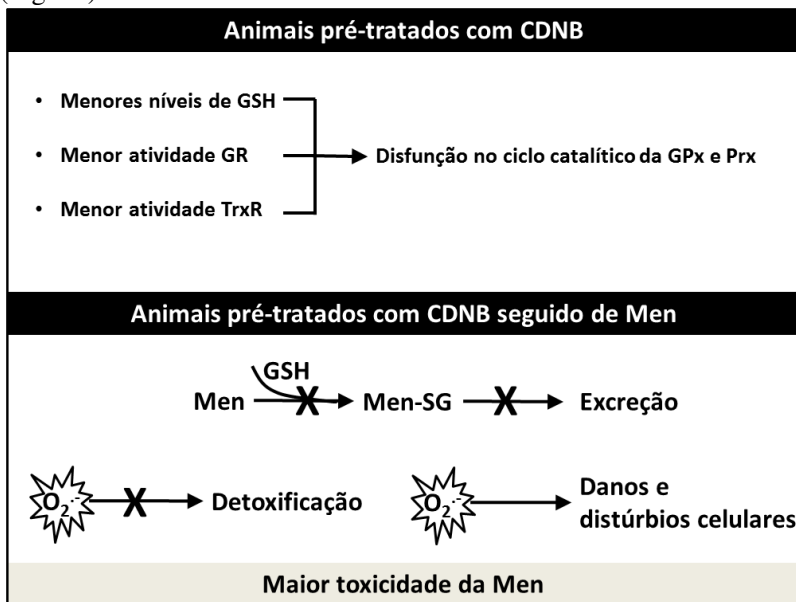 Animais pré-tratados com CDNB
• Menores níveis de GSH
• Menor atividade GR
Disfunção no ciclo catalítico da GPx e Prx
• Menor atividade TrxR
Animais pré-tratados com CDNB seguido de Men
GSH
Men X Men-SG X Excreção
O₂·⁻ X Detoxificação
O₂·⁻ Danos e
distúrbios celulares
Maior toxicidade da Men